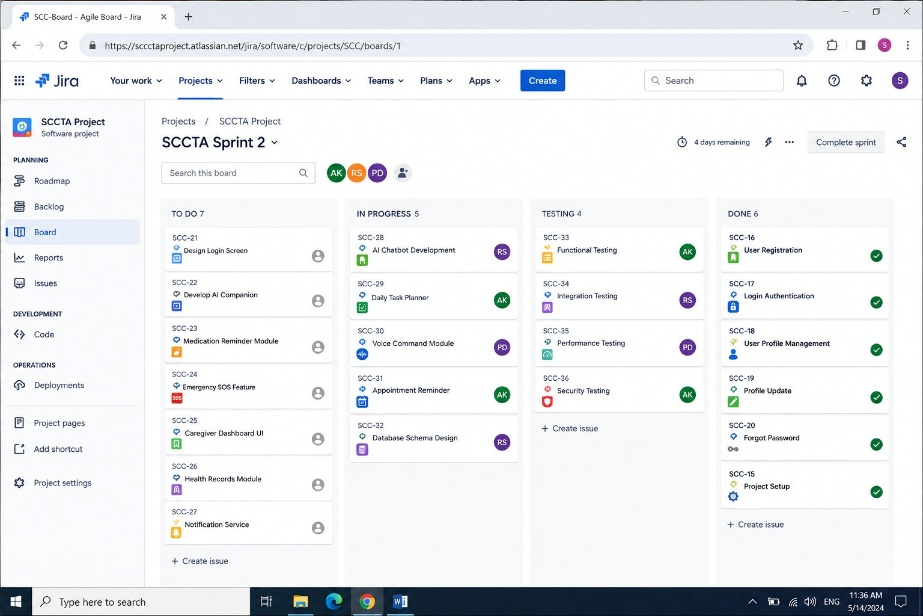 SCC-Board - Agile Board - Jira
https://sccctaproject.atlassian.net/jira/software/c/projects/SCC/boards/1
S
Jira
Your work
Projects
Filters
Dashboards
Teams
Plans
Apps
Create
Search
S
SCCTA Project
Software project
PLANNING
Roadmap
Backlog
Board
Reports
Issues
DEVELOPMENT
Code
OPERATIONS
Deployments
Project pages
Add shortcut
Project settings
Projects / SCCTA Project
SCCTA Sprint 2
4 days remaining
Complete sprint
Search this board
AK RS PD
TO DO 7
SCC-21
Design Login Screen
SCC-22
Develop AI Companion
SCC-23
Medication Reminder Module
SCC-24
Emergency SOS Feature
SOS
SCC-25
Caregiver Dashboard UI
SCC-26
Health Records Module
SCC-27
Notification Service
+ Create issue
IN PROGRESS 5
SCC-28
AI Chatbot Development
RS
SCC-29
Daily Task Planner
AK
SCC-30
Voice Command Module
PD
SCC-31
Appointment Reminder
AK
SCC-32
Database Schema Design
RS
TESTING 4
SCC-33
Functional Testing
AK
SCC-34
Integration Testing
RS
SCC-35
Performance Testing
PD
SCC-36
Security Testing
AK
+ Create issue
DONE 6
SCC-16
User Registration
SCC-17
Login Authentication
SCC-18
User Profile Management
SCC-19
Profile Update
SCC-20
Forgot Password
SCC-15
Project Setup
+ Create issue
Type here to search
W
ENG
11:36 AM
5/14/2024